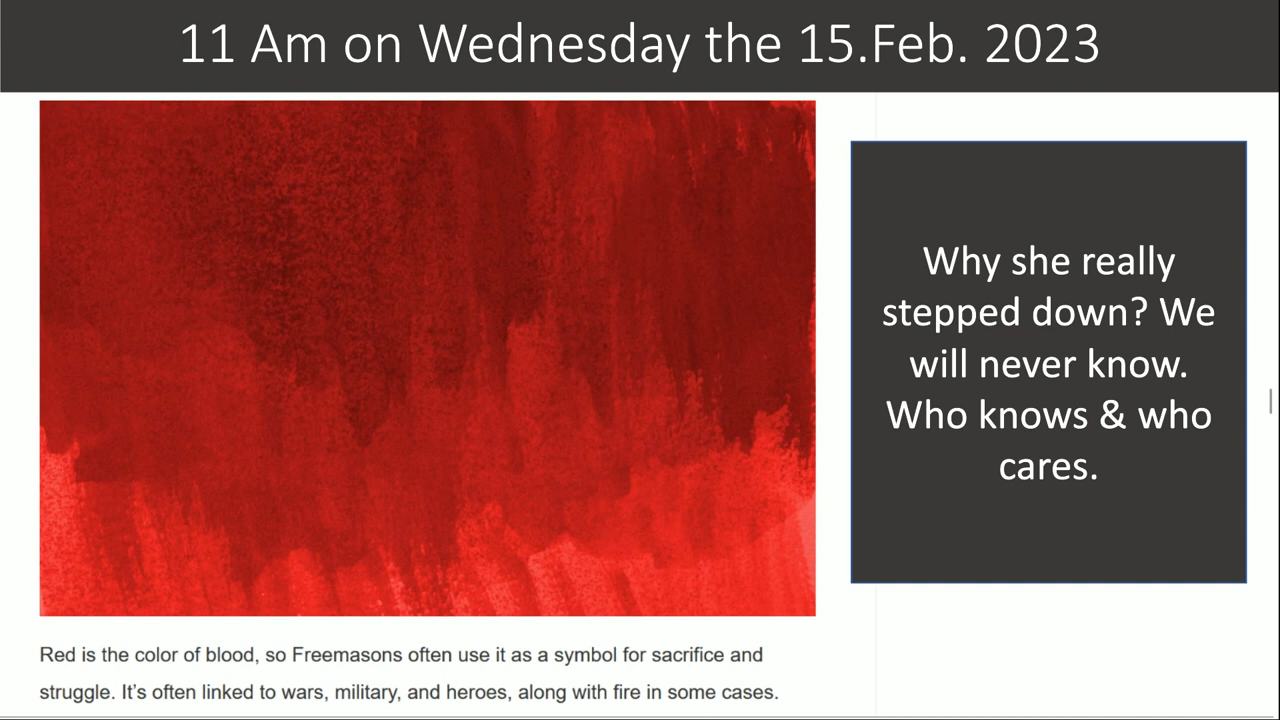 11 Am on Wednesday the 15.Feb. 2023
Why she really
stepped down? We
will never know.
Who knows & who
cares.
Red is the color of blood, so Freemasons often use it as a symbol for sacrifice and
struggle. It’s often linked to wars, military, and heroes, along with fire in some cases.